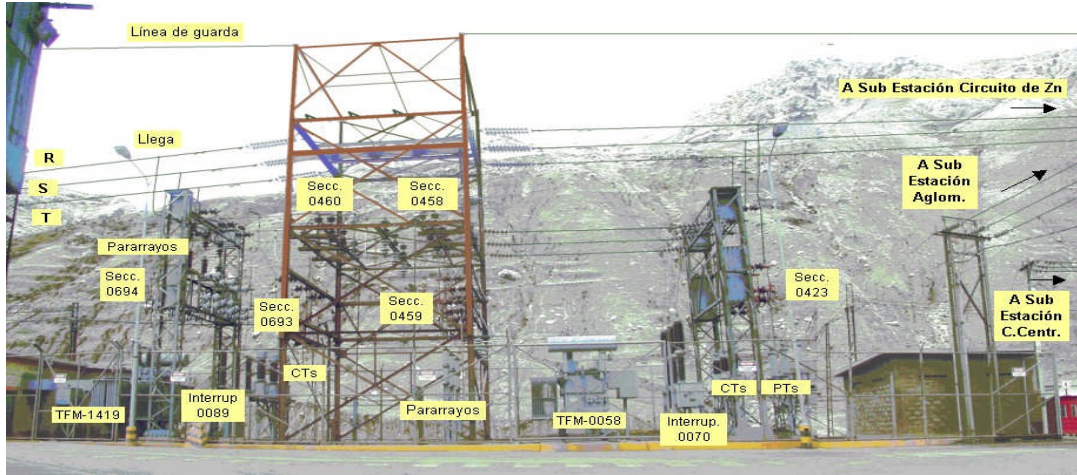 Línea de guarda
A Sub Estación Circuito de Zn
Llega
R
S
T
A Sub
Estación
Aglom.
Secc.
0460
Secc.
0458
Pararrayos
Secc.
0694
Secc.
0693
Secc.
0459
Secc.
0423
A Sub
Estación
C.Centr.
CTs
Interrup
0089
TFM-1419
Pararrayos
TFM-0058
Interrup.
0070
CTs
PTs